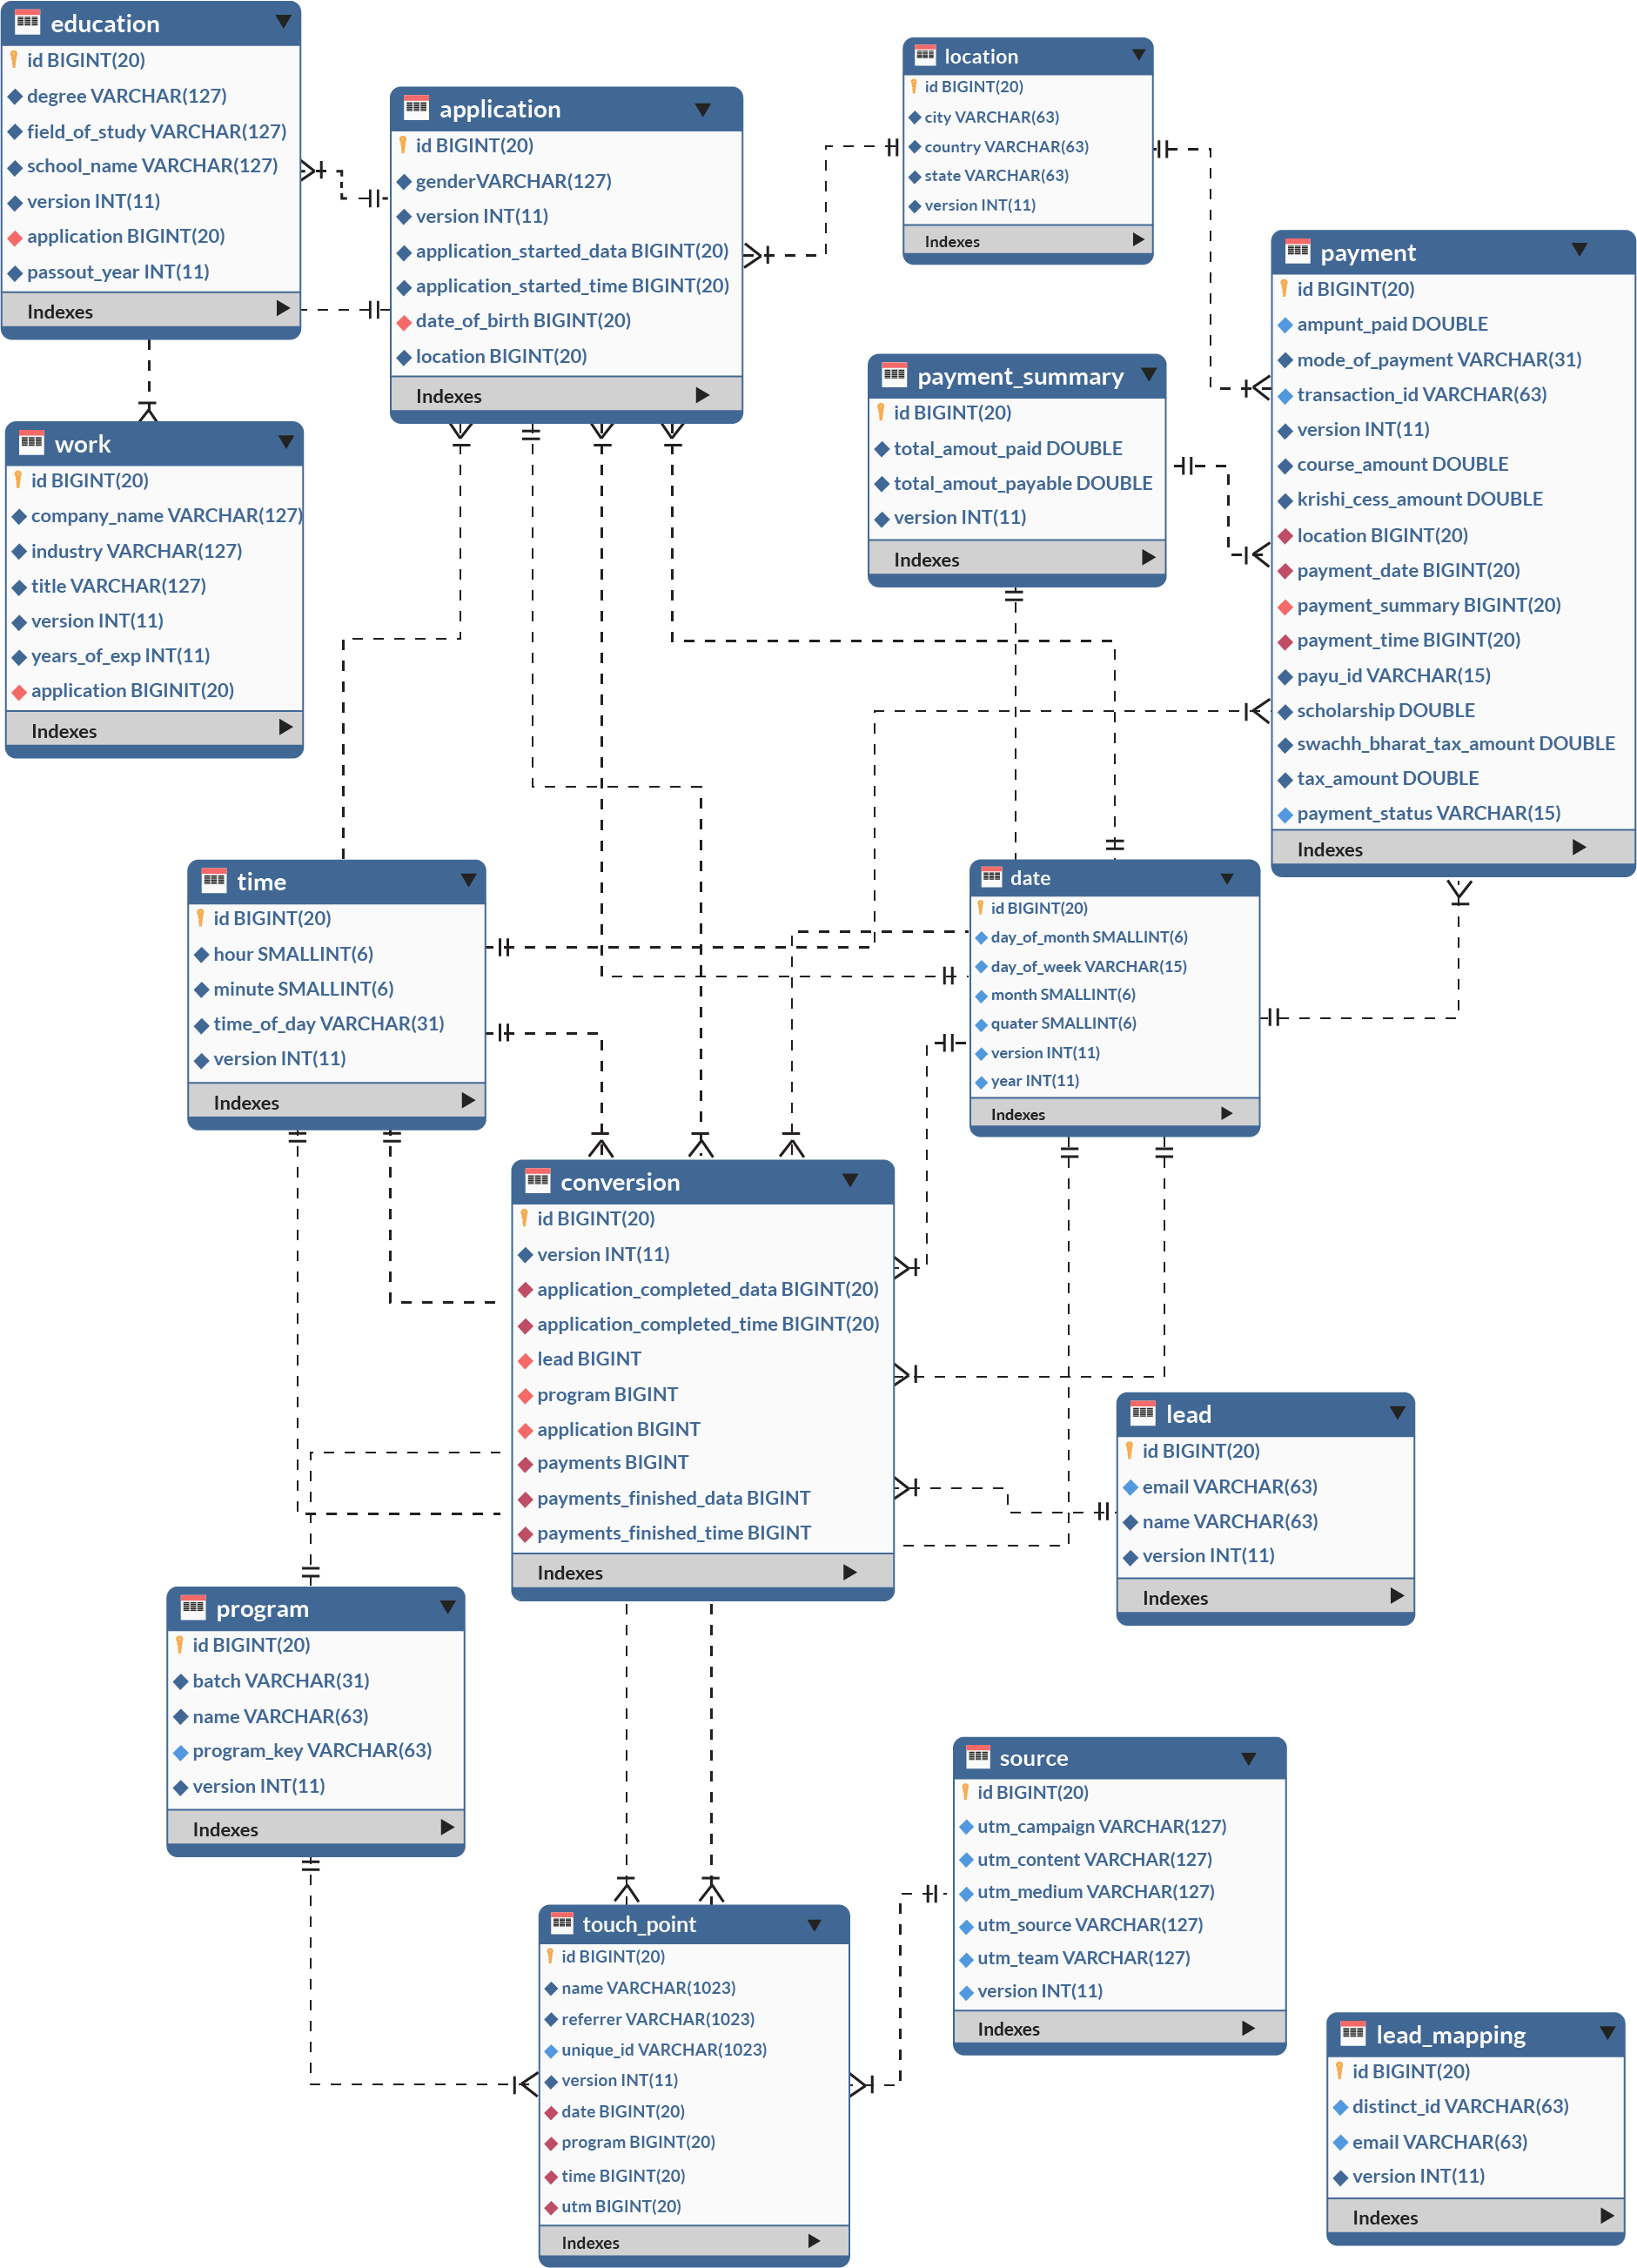 education
id BIGINT(20)
degree VARCHAR(127)
field_of_study VARCHAR(127)
school_name VARCHAR(127)
version INT(11)
application BIGINT(20)
passout_year INT(11)
Indexes
application
id BIGINT(20)
genderVARCHAR(127)
version INT(11)
application_started_data BIGINT(20)
application_started_time BIGINT(20)
date_of_birth BIGINT(20)
location BIGINT(20)
Indexes
location
id BIGINT(20)
city VARCHAR(63)
country VARCHAR(63)
state VARCHAR(63)
version INT(11)
Indexes
payment
id BIGINT(20)
ampunt_paid DOUBLE
mode_of_payment VARCHAR(31)
transaction_id VARCHAR(63)
version INT(11)
course_amount DOUBLE
krishi_cess_amount DOUBLE
location BIGINT(20)
payment_date BIGINT(20)
payment_summary BIGINT(20)
payment_time BIGINT(20)
payu_id VARCHAR(15)
scholarship DOUBLE
swachh_bharat_tax_amount DOUBLE
tax_amount DOUBLE
payment_status VARCHAR(15)
Indexes
payment_summary
id BIGINT(20)
total_amout_paid DOUBLE
total_amout_payable DOUBLE
version INT(11)
Indexes
work
id BIGINT(20)
company_name VARCHAR(127)
industry VARCHAR(127)
title VARCHAR(127)
version INT(11)
years_of_exp INT(11)
application BIGINIT(20)
Indexes
time
id BIGINT(20)
hour SMALLINT(6)
minute SMALLINT(6)
time_of_day VARCHAR(31)
version INT(11)
Indexes
date
id BIGINT(20)
day_of_month SMALLINT(6)
day_of_week VARCHAR(15)
month SMALLINT(6)
quater SMALLINT(6)
version INT(11)
year INT(11)
Indexes
conversion
id BIGINT(20)
version INT(11)
application_completed_data BIGINT(20)
application_completed_time BIGINT(20)
lead BIGINT
program BIGINT
application BIGINT
payments BIGINT
payments_finished_data BIGINT
payments_finished_time BIGINT
Indexes
lead
id BIGINT(20)
email VARCHAR(63)
name VARCHAR(63)
version INT(11)
Indexes
program
id BIGINT(20)
batch VARCHAR(31)
name VARCHAR(63)
program_key VARCHAR(63)
version INT(11)
Indexes
source
id BIGINT(20)
utm_campaign VARCHAR(127)
utm_content VARCHAR(127)
utm_medium VARCHAR(127)
utm_source VARCHAR(127)
utm_team VARCHAR(127)
version INT(11)
Indexes
touch_point
id BIGINT(20)
name VARCHAR(1023)
referrer VARCHAR(1023)
unique_id VARCHAR(1023)
version INT(11)
date BIGINT(20)
program BIGINT(20)
time BIGINT(20)
utm BIGINT(20)
Indexes
lead_mapping
id BIGINT(20)
distinct_id VARCHAR(63)
email VARCHAR(63)
version INT(11)
Indexes